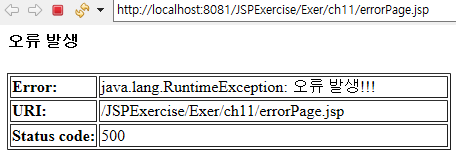 http://localhost:8081/JSPExercise/Exer/ch11/errorPage.jsp
오류 발생
Error: java.lang.RuntimeException: 오류 발생!!!
URI: /JSPExercise/Exer/ch11/errorPage.jsp
Status code: 500